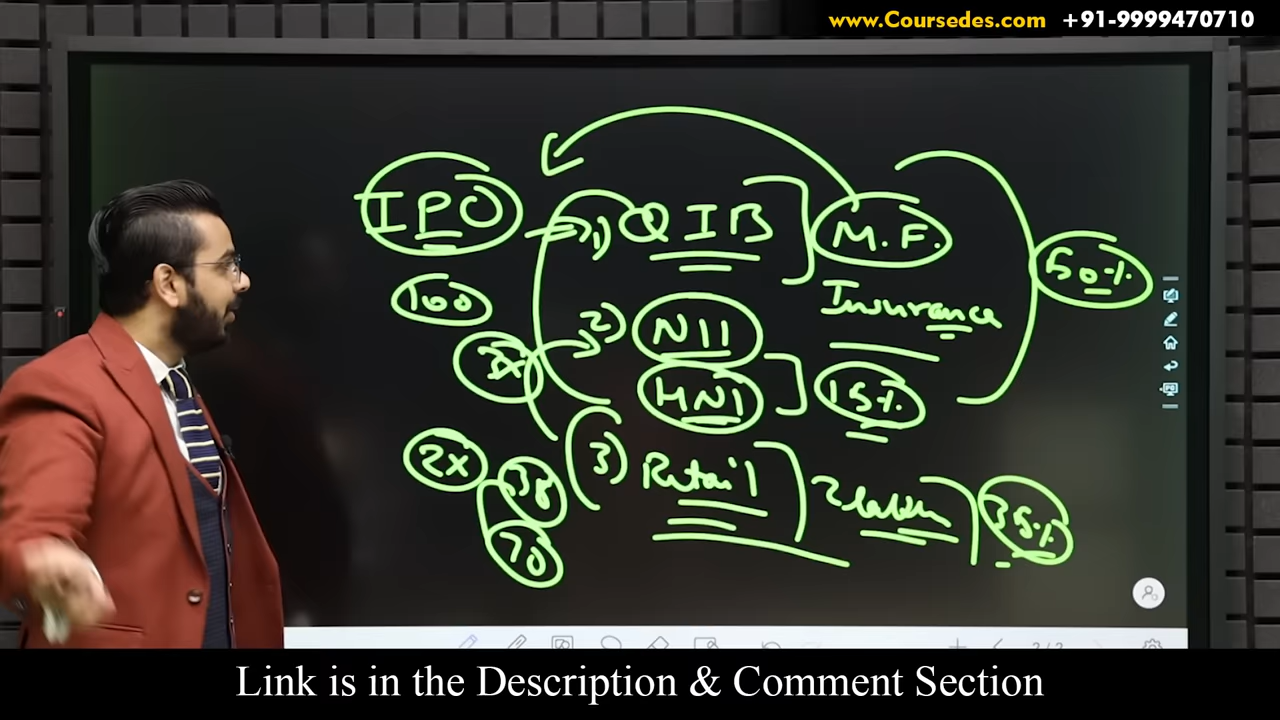 www.Coursedes.com +91-9999470710
IPO
1) QIB
M.F.
Insurance
50%
100
2) NII
HNI
15%
2x
38
70
3) Retail
2 lakh
35%
Link is in the Description & Comment Section